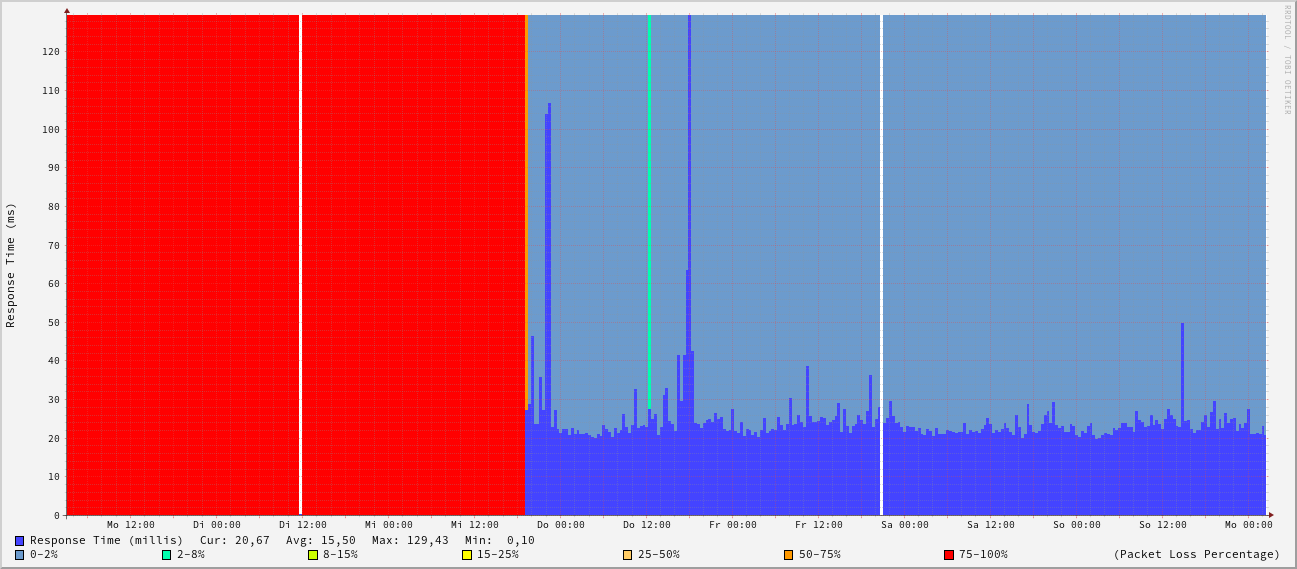 RRDTOOL / TOBI OETIKER
Response Time (ms)
120
110
100
90
80
70
60
50
40
30
20
10
0
Mo 12:00 Di 00:00 Di 12:00 Mi 00:00 Mi 12:00 Do 00:00 Do 12:00 Fr 00:00 Fr 12:00 Sa 00:00 Sa 12:00 So 00:00 So 12:00 Mo 00:00
Response Time (millis) Cur: 20,67 Avg: 15,50 Max: 129,43 Min: 0,10
0-2% 2-8% 8-15% 15-25% 25-50% 50-75% 75-100% (Packet Loss Percentage)